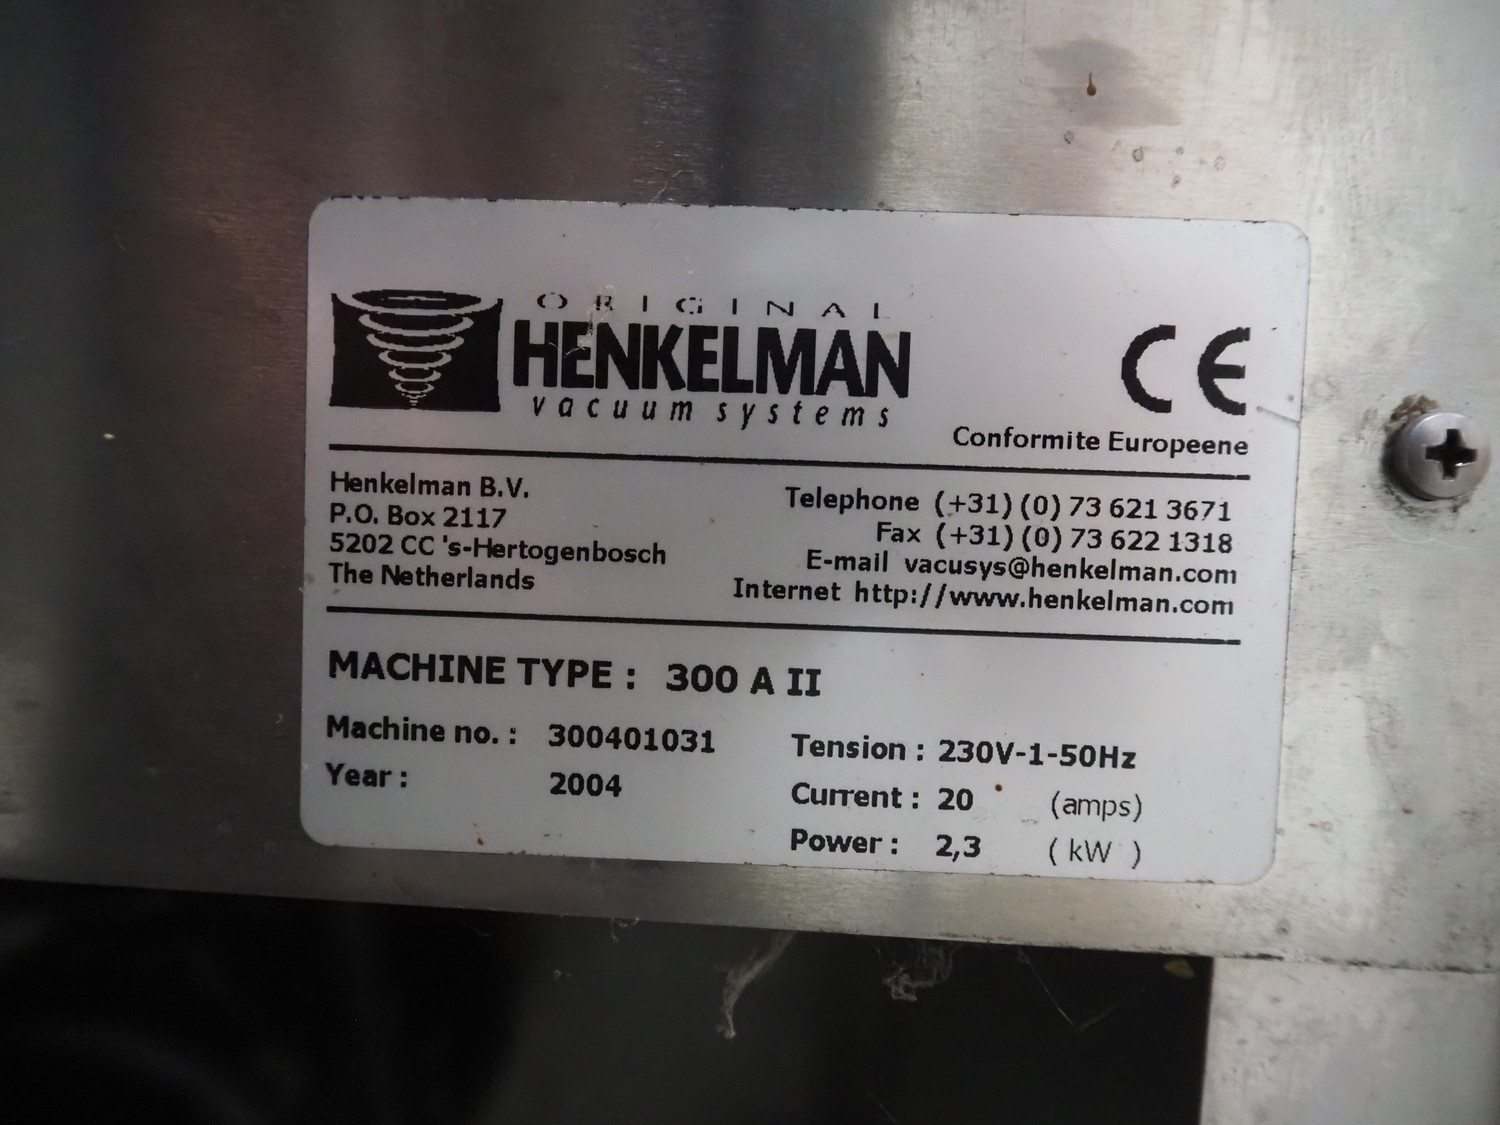 ORIGINAL
HENKELMAN
vacuum systems
CE
Conformite Europeene
Henkelman B.V.
P.O. Box 2117
5202 CC 's-Hertogenbosch
The Netherlands
Telephone (+31) (0) 73 621 3671
Fax (+31) (0) 73 622 1318
E-mail vacusys@henkelman.com
Internet http://www.henkelman.com
MACHINE TYPE : 300 A II
Machine no. : 300401031
Year : 2004
Tension : 230V-1-50Hz
Current : 20 (amps)
Power : 2,3 ( kW )